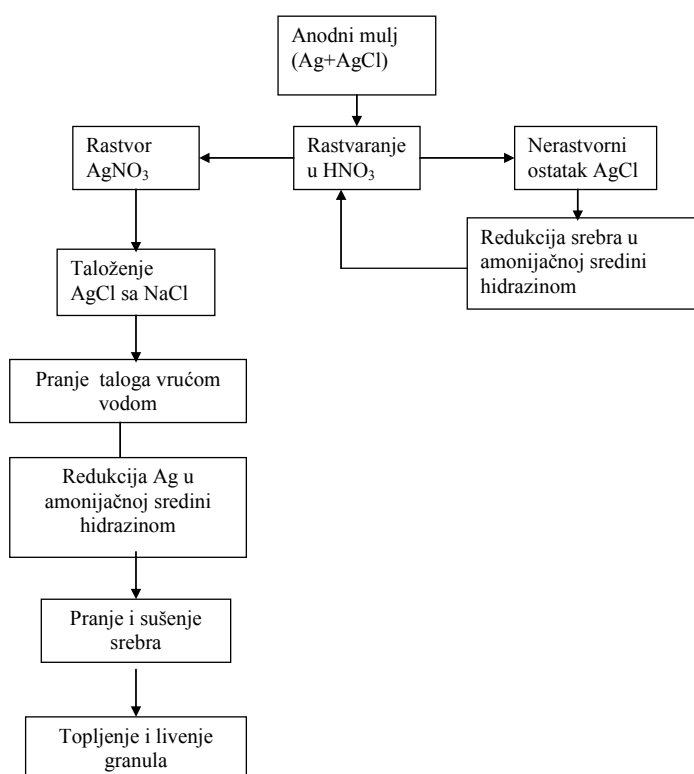 Anodni mulj
(Ag+AgCl)
Rastvor
AgNO₃
Rastvaranje
u HNO₃
Nerastvorni
ostatak AgCl
Redukcija srebra u
amonijačnoj sredini
hidrazinom
Taloženje
AgCl sa NaCl
Pranje taloga vrućom
vodom
Redukcija Ag u
amonijačnoj sredini
hidrazinom
Pranje i sušenje
srebra
Topljenje i livenje
granula